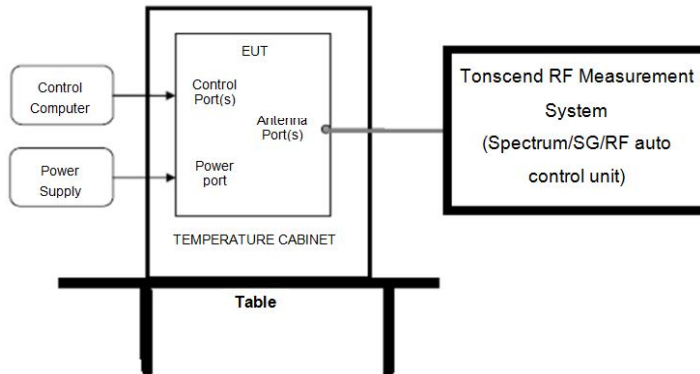 EUT
Control
Computer
Control
Port(s)
Antenna
Port(s)
Power
Supply
Power
port
TEMPERATURE CABINET
Table
Tonscend RF Measurement
System
(Spectrum/SG/RF auto
control unit)